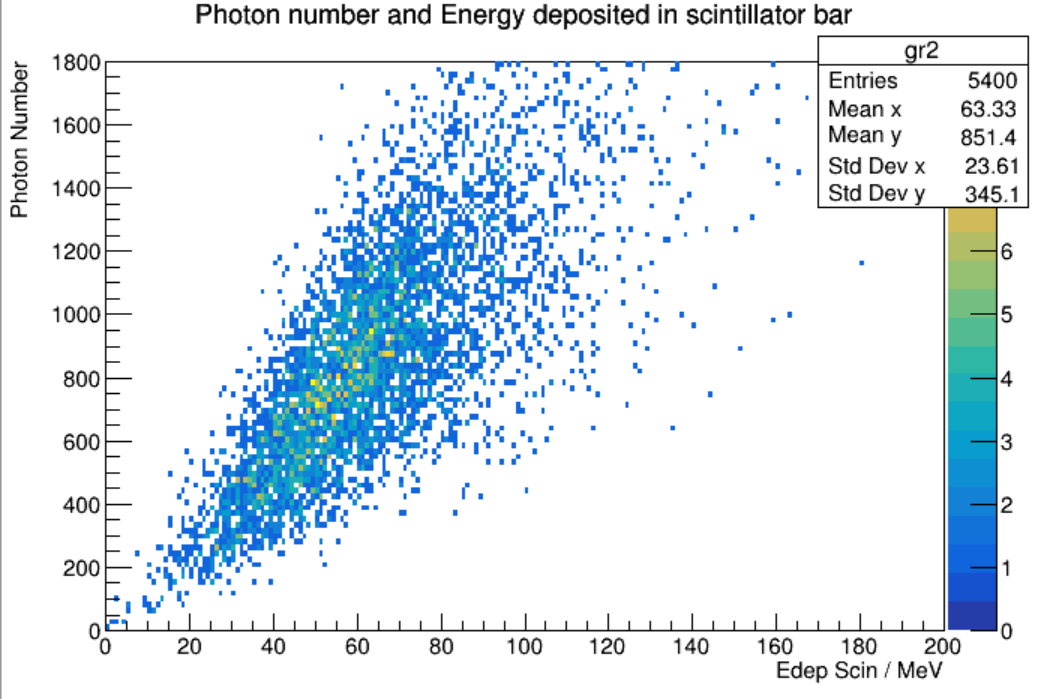 Photon number and Energy deposited in scintillator bar
gr2
Entries 5400
Mean x 63.33
Mean y 851.4
Std Dev x 23.61
Std Dev y 345.1
Photon Number
1800
1600
1400
1200
1000
800
600
400
200
0
6
5
4
3
2
1
0
0 20 40 60 80 100 120 140 160 180 200
Edep Scin / MeV